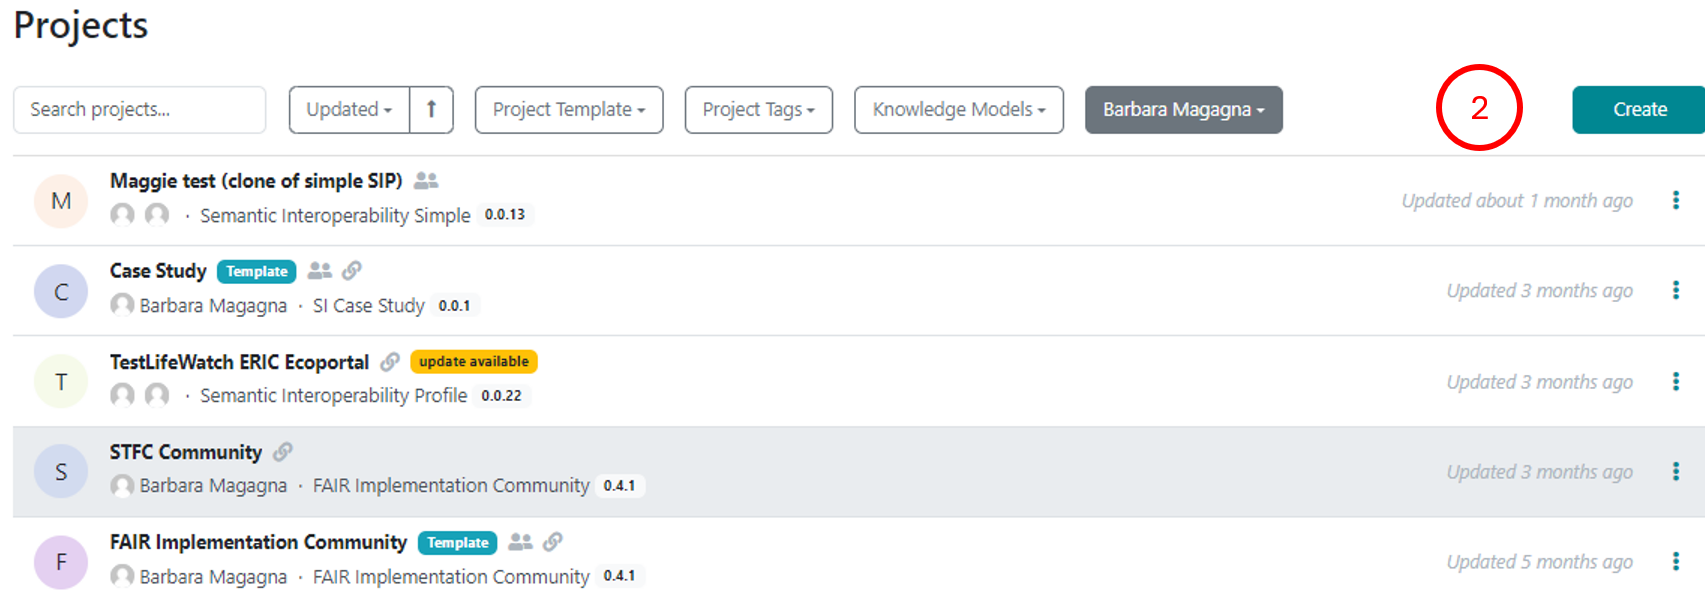 Projects
Search projects... Updated Project Template Project Tags Knowledge Models Barbara Magagna 2 Create
M Maggie test (clone of simple SIP) Updated about 1 month ago
· Semantic Interoperability Simple 0.0.13
C Case Study Template Updated 3 months ago
Barbara Magagna · SI Case Study 0.0.1
T TestLifeWatch ERIC Ecoportal update available Updated 3 months ago
· Semantic Interoperability Profile 0.0.22
S STFC Community Updated 3 months ago
Barbara Magagna · FAIR Implementation Community 0.4.1
F FAIR Implementation Community Template Updated 5 months ago
Barbara Magagna · FAIR Implementation Community 0.4.1